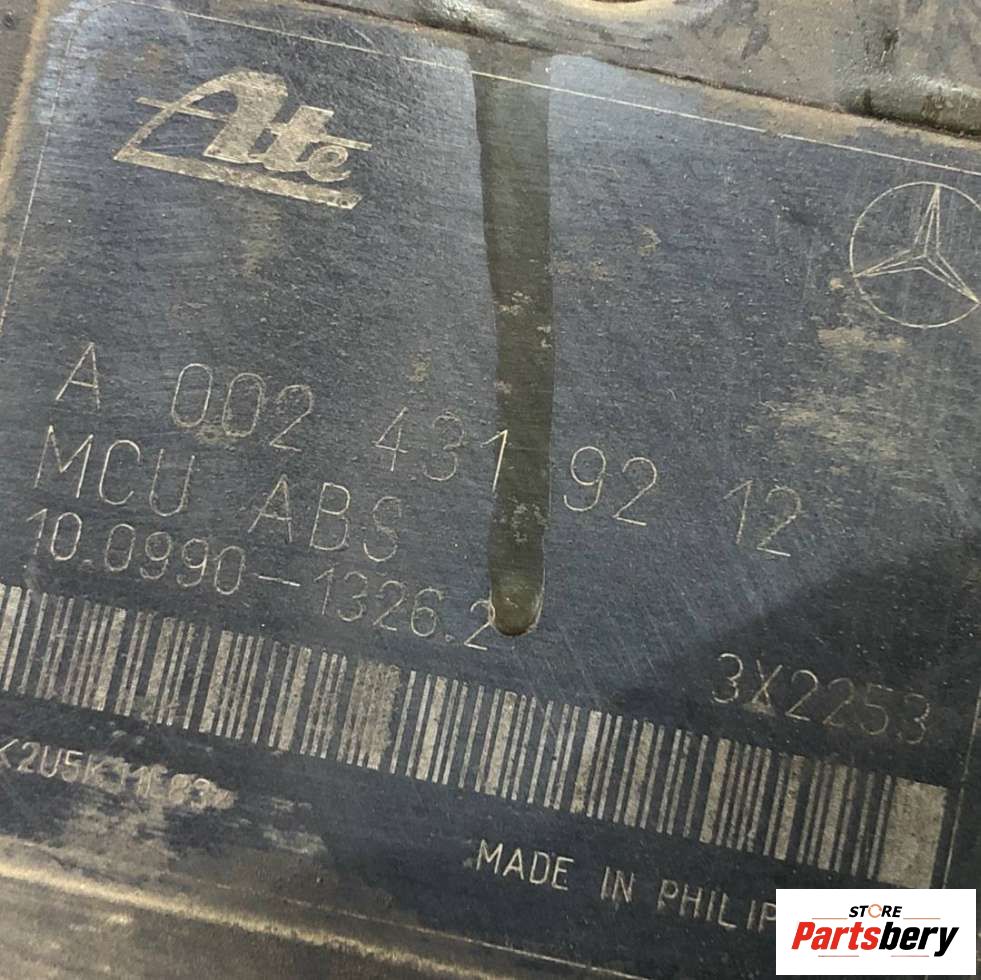 Ate
A 002 431 92 12
MCU ABS
10.0990-1326.2
3X2253
MADE IN PHILIP
STORE
Partsbery